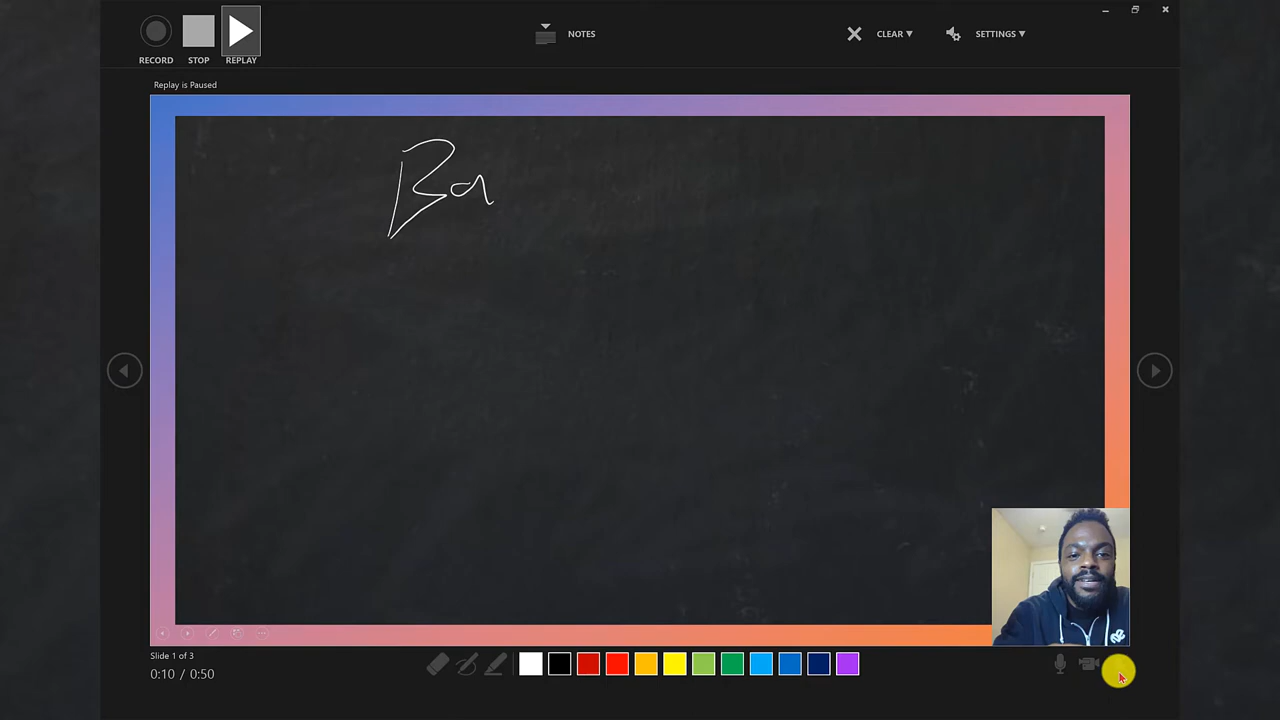 RECORD STOP REPLAY NOTES CLEAR SETTINGS
Replay is Paused
Ba
Slide 1 of 3
0:10 / 0:50